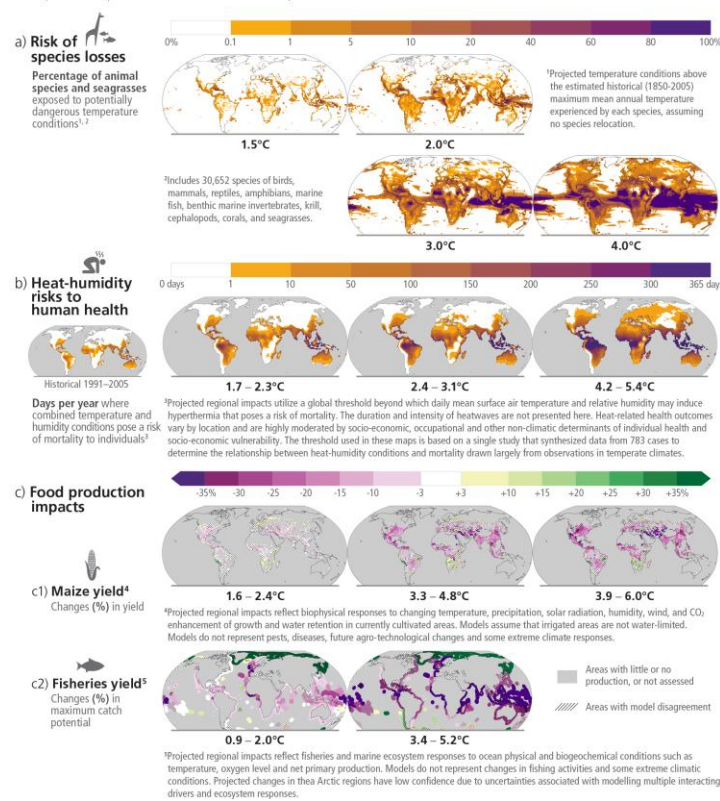 a) Risk of
species losses
Percentage of animal
species and seagrasses
exposed to potentially
dangerous temperature
conditions1, 2
0% 0.1 1 5 10 20 40 60 80 100%
1Projected temperature conditions above
the estimated historical (1850-2005)
maximum mean annual temperature
experienced by each species, assuming
no species relocation.
1.5°C 2.0°C
2Includes 30,652 species of birds,
mammals, reptiles, amphibians, marine
fish, benthic marine invertebrates, krill,
cephalopods, corals, and seagrasses.
3.0°C 4.0°C
b) Heat-humidity
risks to
human health
0 days 1 10 50 100 150 200 250 300 365 day
Historical 1991–2005
1.7 – 2.3°C 2.4 – 3.1°C 4.2 – 5.4°C
Days per year where
combined temperature and
humidity conditions pose a risk
of mortality to individuals3
3Projected regional impacts utilize a global threshold beyond which daily mean surface air temperature and relative humidity may induce
hyperthermia that poses a risk of mortality. The duration and intensity of heatwaves are not presented here. Heat-related health outcomes
vary by location and are highly moderated by socio-economic, occupational and other non-climatic determinants of individual health and
socio-economic vulnerability. The threshold used in these maps is based on a single study that synthesized data from 783 cases to
determine the relationship between heat-humidity conditions and mortality drawn largely from observations in temperate climates.
c) Food production
impacts
-35% -30 -25 -20 -15 -10 -3 +3 +10 +15 +20 +25 +30 +35%
c1) Maize yield4
Changes (%) in yield
1.6 – 2.4°C 3.3 – 4.8°C 3.9 – 6.0°C
4Projected regional impacts reflect biophysical responses to changing temperature, precipitation, solar radiation, humidity, wind, and CO2
enhancement of growth and water retention in currently cultivated areas. Models assume that irrigated areas are not water-limited.
Models do not represent pests, diseases, future agro-technological changes and some extreme climate responses.
c2) Fisheries yield5
Changes (%) in
maximum catch
potential
Areas with little or no
production, or not assessed
Areas with model disagreement
0.9 – 2.0°C 3.4 – 5.2°C
5Projected regional impacts reflect fisheries and marine ecosystem responses to ocean physical and biogeochemical conditions such as
temperature, oxygen level and net primary production. Models do not represent changes in fishing activities and some extreme climatic
conditions. Projected changes in thea Arctic regions have low confidence due to uncertainties associated with modelling multiple interacting
drivers and ecosystem responses.